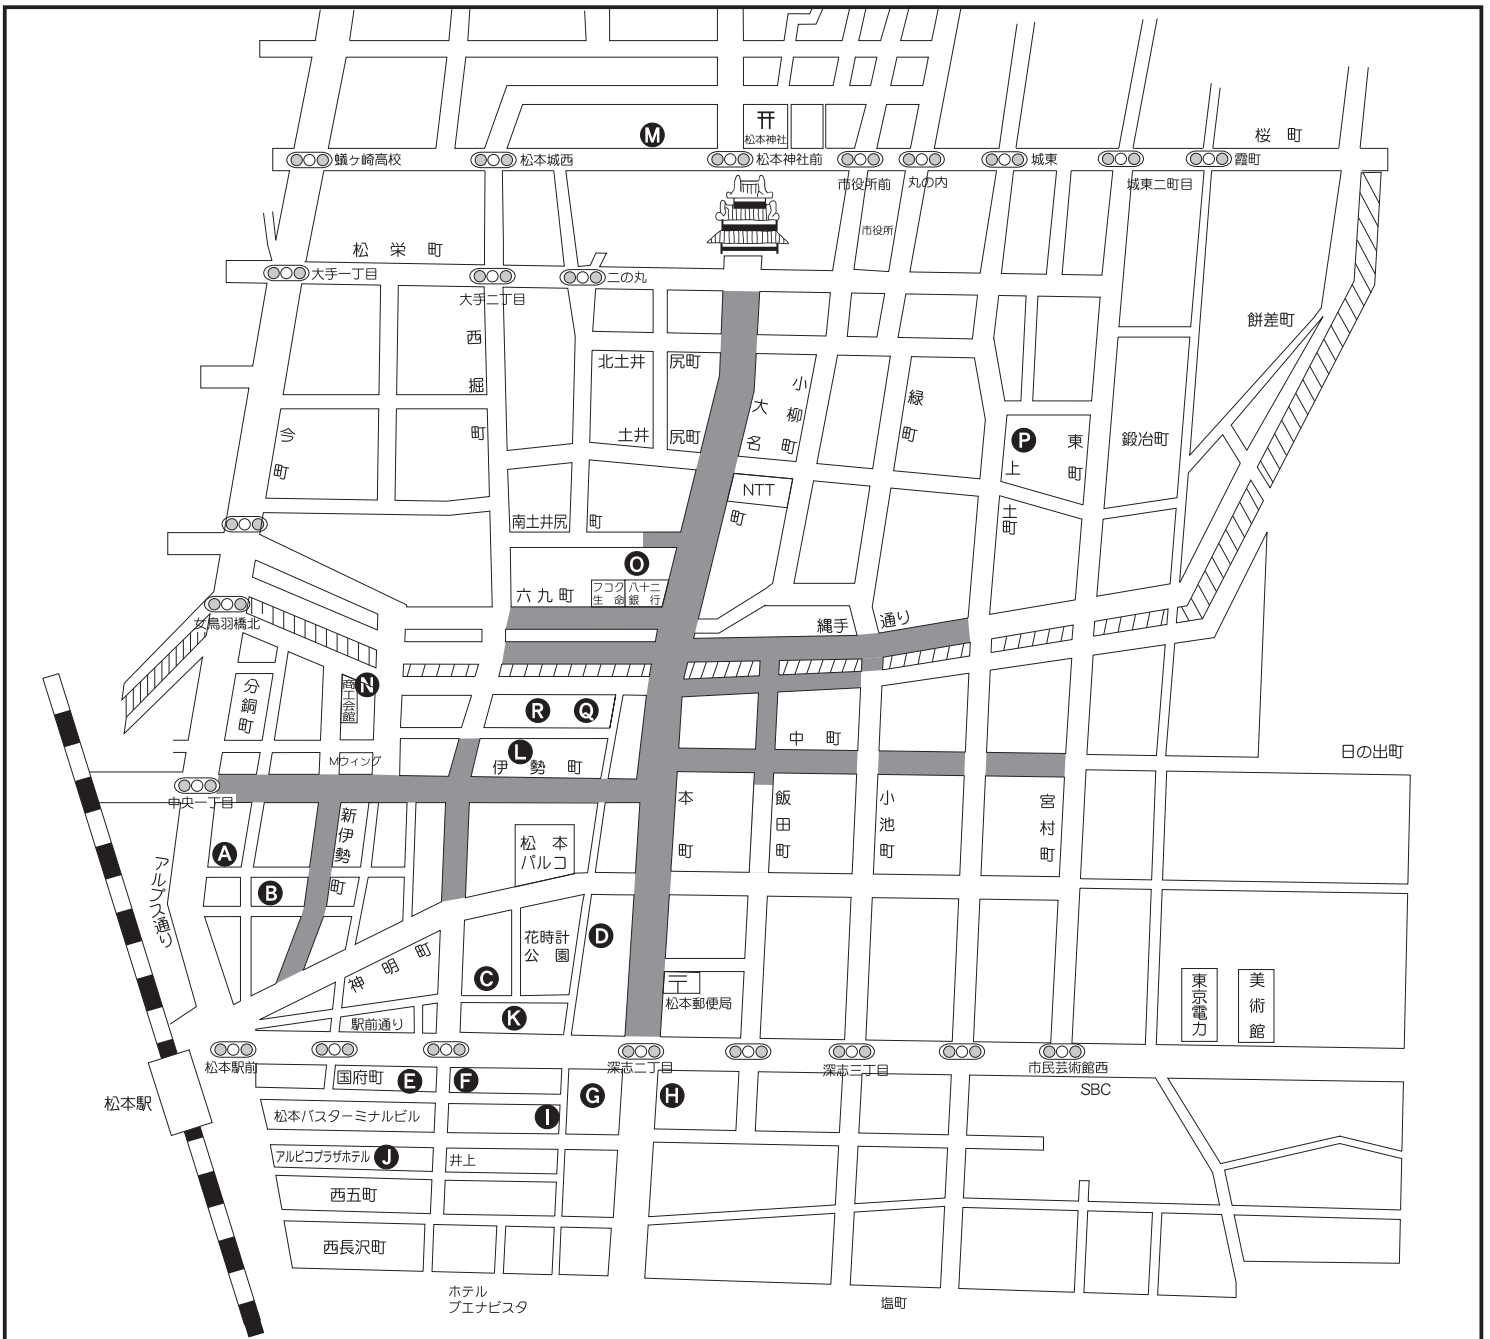 M
松本神社
桜町
蟻ヶ崎高校
松本城西
松本神社前
市役所前
丸の内
城東
城東二町目
霞町
市役所
松栄町
大手一丁目
大手二丁目
二の丸
西堀町
北土井尻町
土井尻町
小柳町
大名町
緑町
餅差町
今町
P
東町
上土町
鍛冶町
NTT
南土井尻町
O
六九町
フコク生命
八十二銀行
縄手通り
女鳥羽橋北
分銅町
商工会館
N
R
Q
L
伊勢町
中町
日の出町
Mウィング
中央一丁目
新伊勢町
本町
飯田町
小池町
宮村町
A
松本
パルコ
B
アルプス通り
神明町
花時計
公園
D
C
K
松本郵便局
東京電力
美術館
駅前通り
松本駅前
深志二丁目
深志三丁目
市民芸術館西
SBC
松本駅
国府町
E
F
G
H
I
松本バスターミナルビル
アルピコプラザホテル
J
井上
西五町
西長沢町
ホテル
ブエナビスタ
塩町